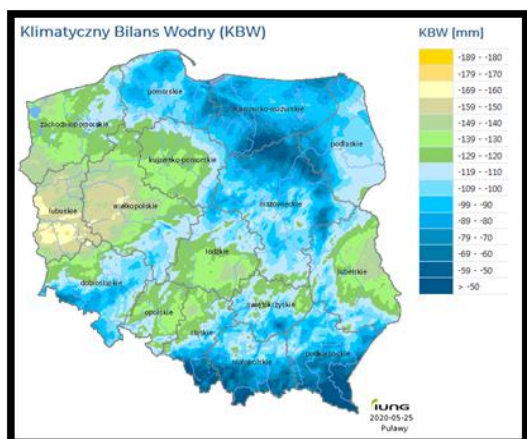 Klimatyczny Bilans Wodny (KBW)
KBW [mm]
-189 - -180
-179 - -170
-169 - -160
-159 - -150
-149 - -140
-139 - -130
-129 - -120
-119 - -110
-109 - -100
-99 - -90
-89 - -80
-79 - -70
-69 - -60
-59 - -50
> -50
pomorskie
warmińsko-mazurskie
zachodniopomorskie
podlaskie
kujawsko-pomorskie
mazowieckie
lubuskie
wielkopolskie
łódzkie
lubelskie
dolnośląskie
opolskie
świętokrzyskie
śląskie
małopolskie
podkarpackie
IUNG
2020-05-25
Puławy